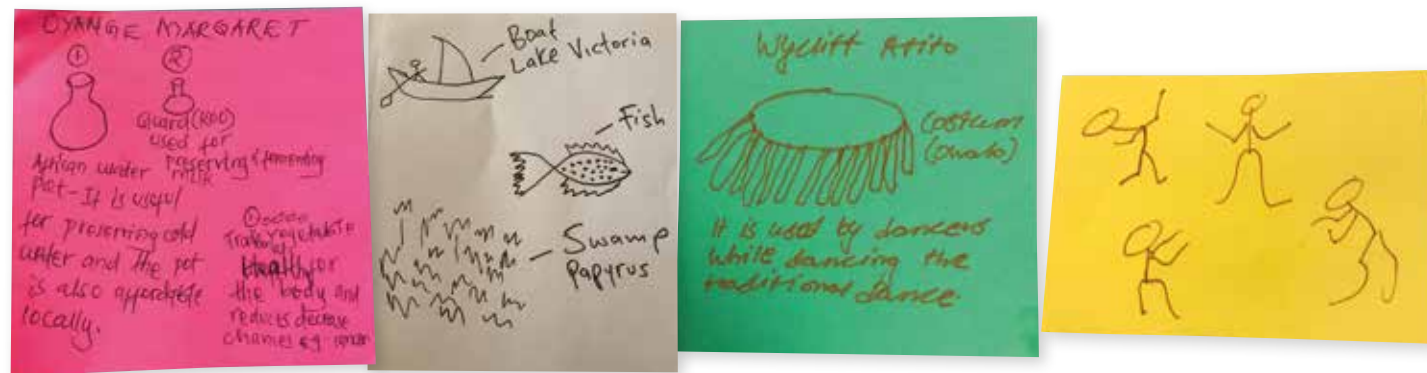 OYANGE MARGARET
1
2
Guard (KOO)
used for
preserving & fermenting
milk
African water
pot - It is useful
for preserving cold
water and the pot
is also affordable
locally.
Traditional vegetable
Healthy for
the body and
reduces decrease
chances eg cancer
Boat
Lake Victoria
Fish
Swamp
Papyrus
Wycliff Atito
Costum
(Owalo)
It is used by dancers
while dancing the
traditional dance.